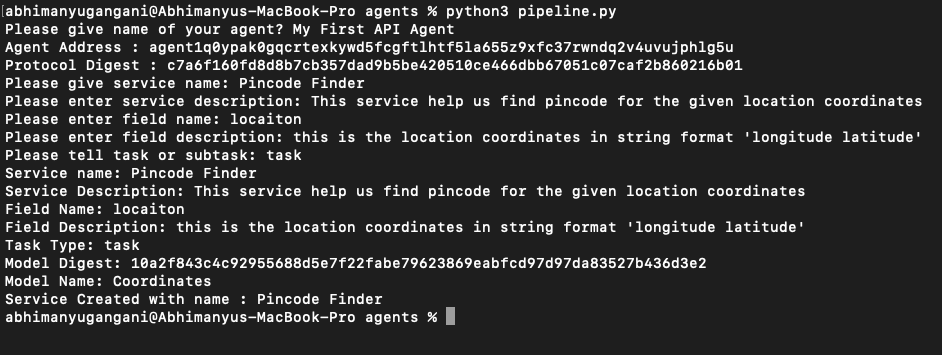 abhimanyugangani@Abhimanyus-MacBook-Pro agents % python3 pipeline.py
Please give name of your agent? My First API Agent
Agent Address : agent1q0ypak0gqcrtexkywd5fcgftlhtf5la655z9xfc37rwndq2v4uvujphlg5u
Protocol Digest : c7a6f160fd8d8b7cb357dad9b5be420510ce466dbb67051c07caf2b860216b01
Please give service name: Pincode Finder
Please enter service description: This service help us find pincode for the given location coordinates
Please enter field name: locaiton
Please enter field description: this is the location coordinates in string format 'longitude latitude'
Please tell task or subtask: task
Service name: Pincode Finder
Service Description: This service help us find pincode for the given location coordinates
Field Name: locaiton
Field Description: this is the location coordinates in string format 'longitude latitude'
Task Type: task
Model Digest: 10a2f843c4c92955688d5e7f22fabe79623869eabfcd97d97da83527b436d3e2
Model Name: Coordinates
Service Created with name : Pincode Finder
abhimanyugangani@Abhimanyus-MacBook-Pro agents %